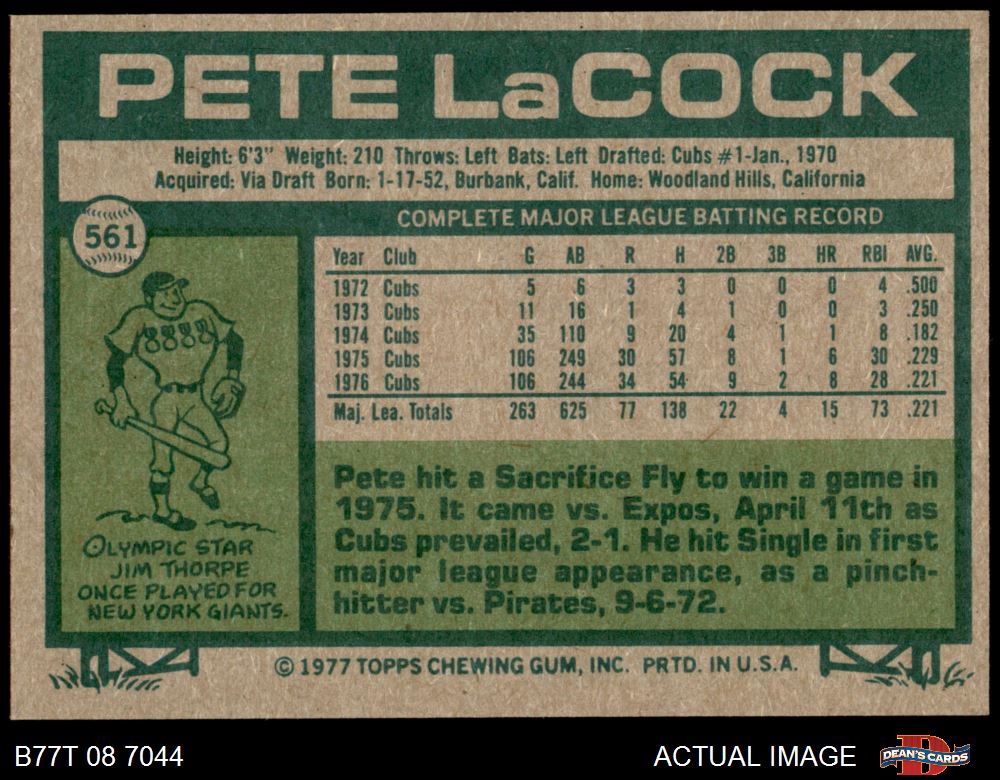 PETE LaCOCK
Height: 6'3" Weight: 210 Throws: Left Bats: Left Drafted: Cubs #1-Jan., 1970
Acquired: Via Draft Born: 1-17-52, Burbank, Calif. Home: Woodland Hills, California
561
COMPLETE MAJOR LEAGUE BATTING RECORD
Year Club G AB R H 2B 3B HR RBI AVG.
1972 Cubs 5 6 3 3 0 0 0 4 .500
1973 Cubs 11 16 1 4 1 0 0 3 .250
1974 Cubs 35 110 9 20 4 1 1 8 .182
1975 Cubs 106 249 30 57 8 1 6 30 .229
1976 Cubs 106 244 34 54 9 2 8 28 .221
Maj. Lea. Totals 263 625 77 138 22 4 15 73 .221
OLYMPIC STAR
JIM THORPE
ONCE PLAYED FOR
NEW YORK GIANTS.
Pete hit a Sacrifice Fly to win a game in
1975. It came vs. Expos, April 11th as
Cubs prevailed, 2-1. He hit Single in first
major league appearance, as a pinch-
hitter vs. Pirates, 9-6-72.
© 1977 TOPPS CHEWING GUM, INC. PRTD. IN U.S.A.
B77T 08 7044
ACTUAL IMAGE
D
DEAN'S CARDS